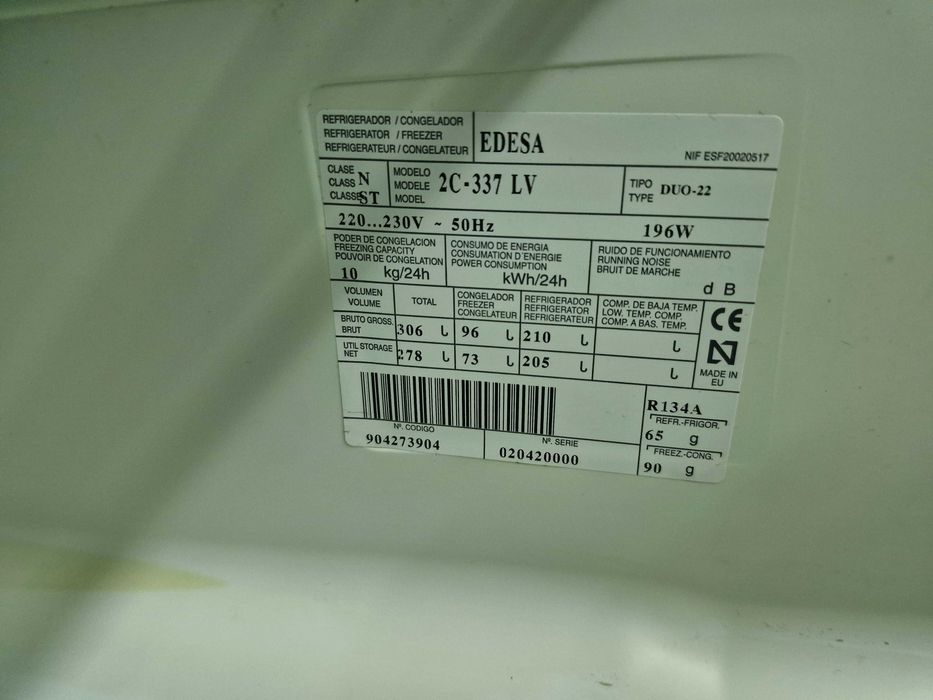 REFRIGERADOR / CONGELADOR
REFRIGERATOR / FREEZER
REFRIGERATEUR / CONGELATEUR
EDESA
NIF ESF20020517
CLASE
CLASS N
CLASSE ST
MODELO
MODELE 2C-337 LV
MODEL
TIPO
TYPE DUO-22
220...230V ~ 50Hz 196W
PODER DE CONGELACION
FREEZING CAPACITY
POUVOIR DE CONGELATION
10 kg/24h
CONSUMO DE ENERGIA
CONSUMATION D'ENERGIE
POWER CONSUMPTION
kWh/24h
RUIDO DE FUNCIONAMIENTO
RUNNING NOISE
BRUIT DE MARCHE
d B
VOLUMEN
VOLUME
TOTAL
CONGELADOR
FREEZER
CONGELATEUR
REFRIGERADOR
REFRIGERATOR
REFRIGERATEUR
COMP. DE BAJA TEMP.
LOW. TEMP. COMP.
COMP. A BAS. TEMP.
BRUTO GROSS.
BRUT
306 L 96 L 210 L L
UTIL STORAGE
NET
278 L 73 L 205 L L
CE
N
MADE IN
EU
Nº. CODIGO
904273904
Nº. SERIE
020420000
R134A
REFR.-FRIGOR.
65 g
FREEZ.-CONG.
90 g